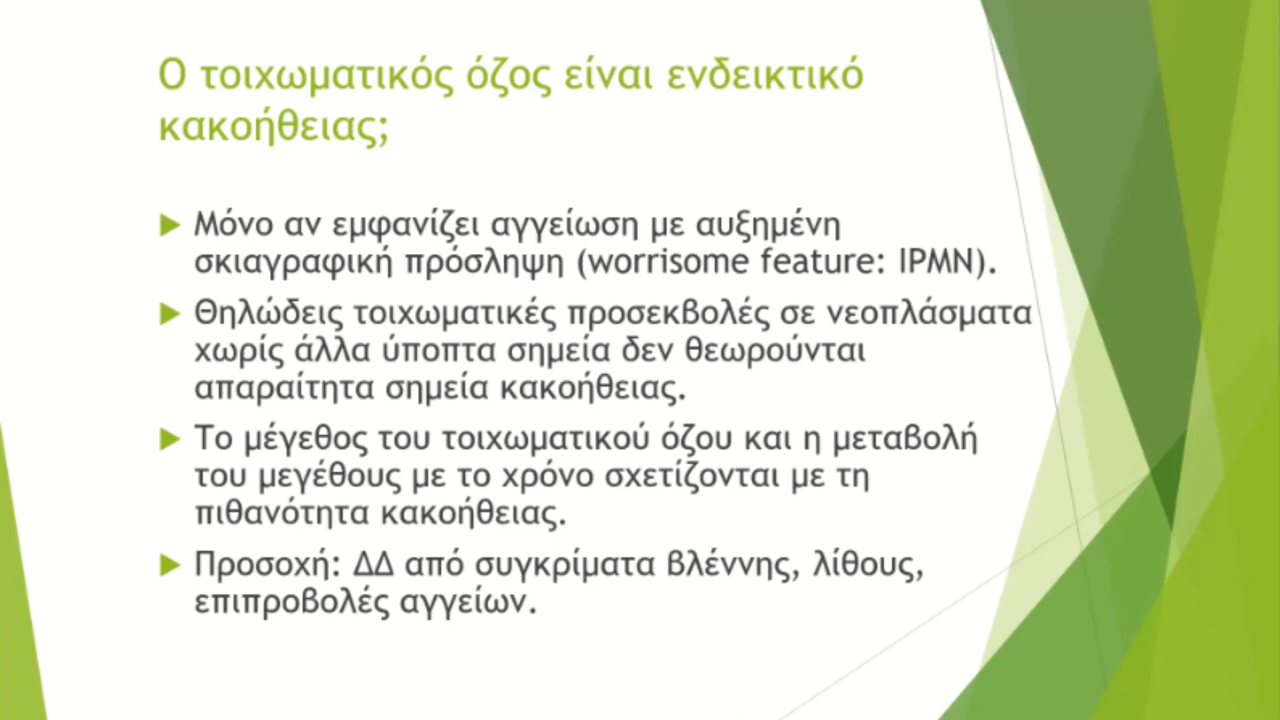 Ο τοιχωματικός όζος είναι ενδεικτικό
κακοήθειας;
Μόνο αν εμφανίζει αγγείωση με αυξημένη
σκιαγραφική πρόσληψη (worrisome feature: IPMN).
Θηλώδεις τοιχωματικές προσεκβολές σε νεοπλάσματα
χωρίς άλλα ύποπτα σημεία δεν θεωρούνται
απαραίτητα σημεία κακοήθειας.
Το μέγεθος του τοιχωματικού όζου και η μεταβολή
του μεγέθους με το χρόνο σχετίζονται με τη
πιθανότητα κακοήθειας.
Προσοχή: ΔΔ από συγκρίματα βλέννης, λίθους,
επιπροβολές αγγείων.